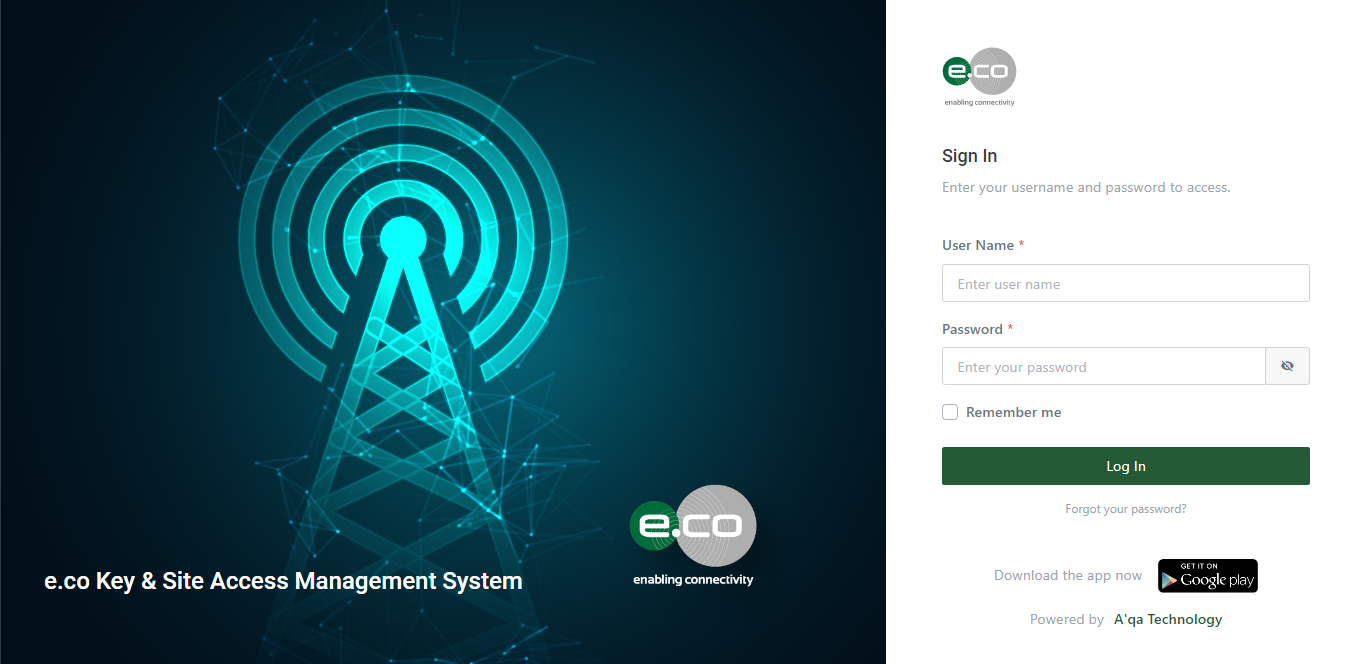 e.co
enabling connectivity
e.co Key & Site Access Management System
e.co
enabling connectivity
Sign In
Enter your username and password to access.
User Name *
Enter user name
Password *
Enter your password
Remember me
Log In
Forgot your password?
Download the app now
GET IT ON
Google play
Powered by A'qa Technology